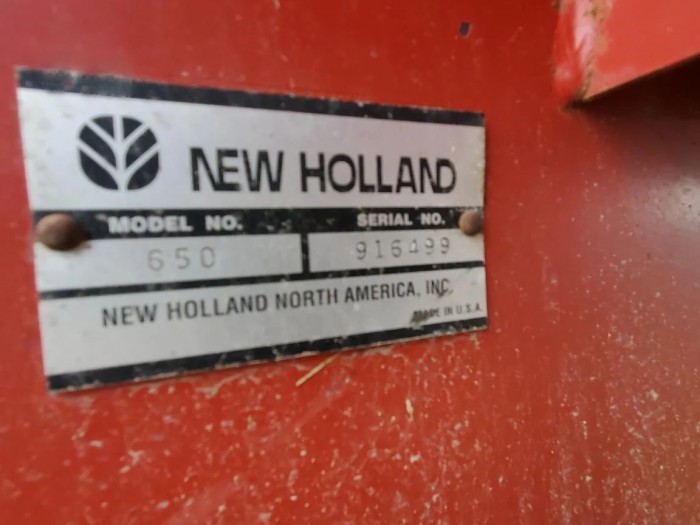 NEW HOLLAND
MODEL NO. SERIAL NO.
650 916499
NEW HOLLAND NORTH AMERICA, INC.
MADE IN U.S.A.